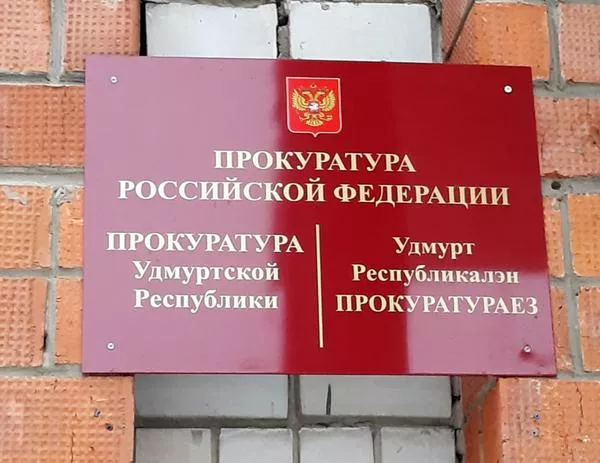 ПРОКУРАТУРА
РОССИЙСКОЙ ФЕДЕРАЦИИ
ПРОКУРАТУРА
Удмуртской
Республики
Удмурт
Республикалэн
ПРОКУРАТУРАЕЗ